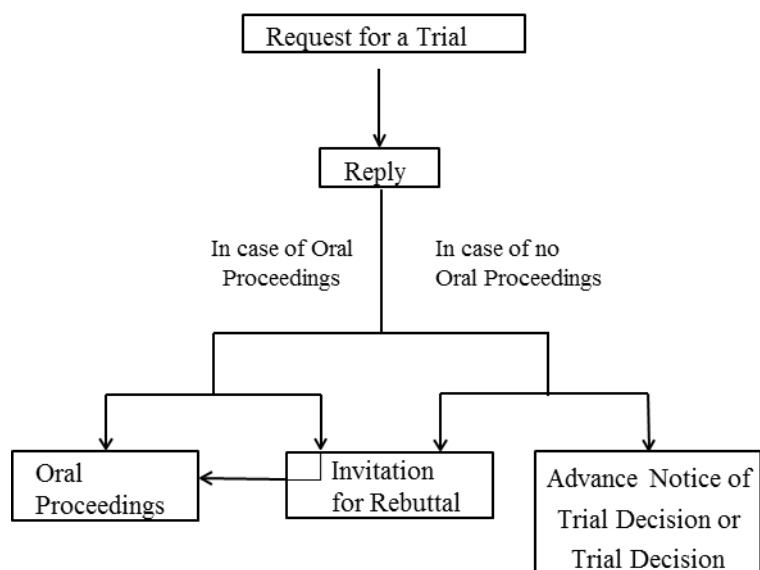 Request for a Trial
Reply
In case of Oral
Proceedings
In case of no
Oral Proceedings
Oral
Proceedings
Invitation
for Rebuttal
Advance Notice of
Trial Decision or
Trial Decision